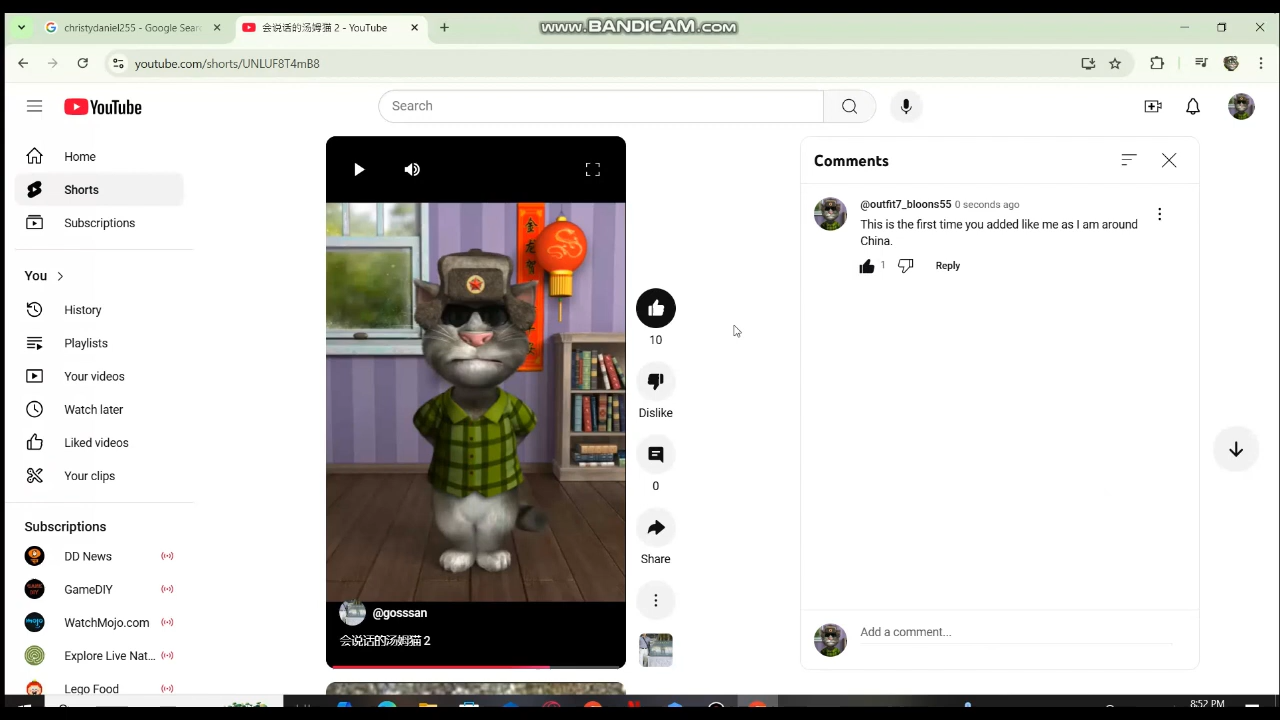 www.BANDICAM.com
christydaniel255 - Google Sear
会说话的汤姆猫 2 - YouTube
youtube.com/shorts/UNLUF8T4mB8
YouTube
Search
Home
Shorts
Subscriptions
You
History
Playlists
Your videos
Watch later
Liked videos
Your clips
Subscriptions
DD News
GameDIY
WatchMojo.com
Explore Live Nat...
Lego Food
10
Dislike
0
Share
@gosssan
会说话的汤姆猫 2
Comments
@outfit7_bloons55 0 seconds ago
This is the first time you added like me as I am around
China.
1
Reply
Add a comment...
8:52 PM